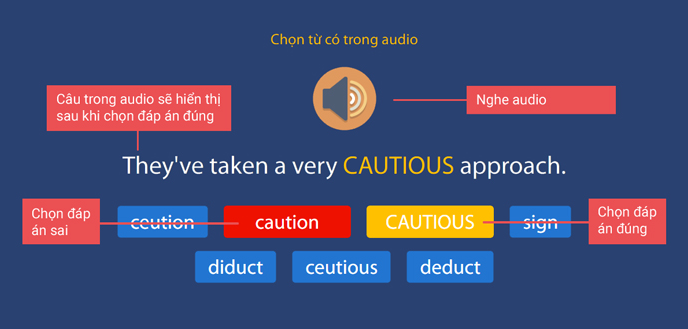 Chọn từ có trong audio
Câu trong audio sẽ hiển thị
sau khi chọn đáp án đúng
Nghe audio
They've taken a very CAUTIOUS approach.
Chọn đáp
án sai
ceution
caution
CAUTIOUS
sign
Chọn đáp
án đúng
diduct
ceutious
deduct